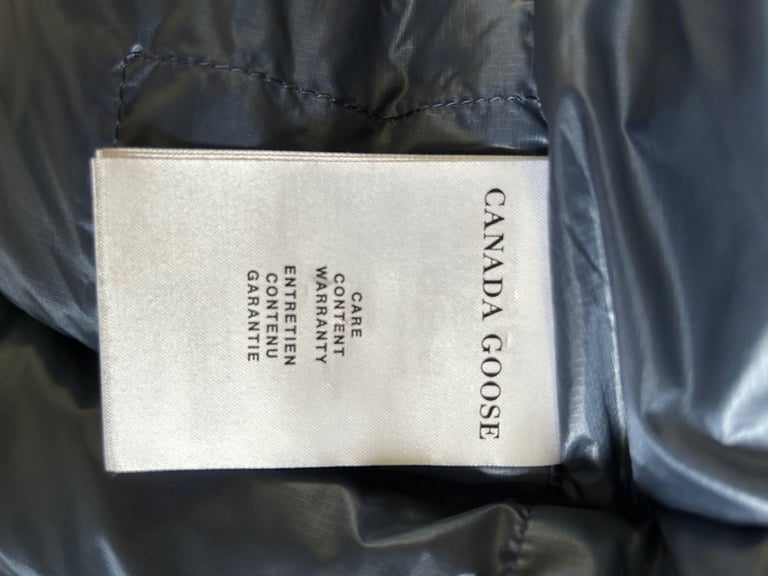 CANADA GOOSE
CARE
CONTENT
WARRANTY
ENTRETIEN
CONTENU
GARANTIE